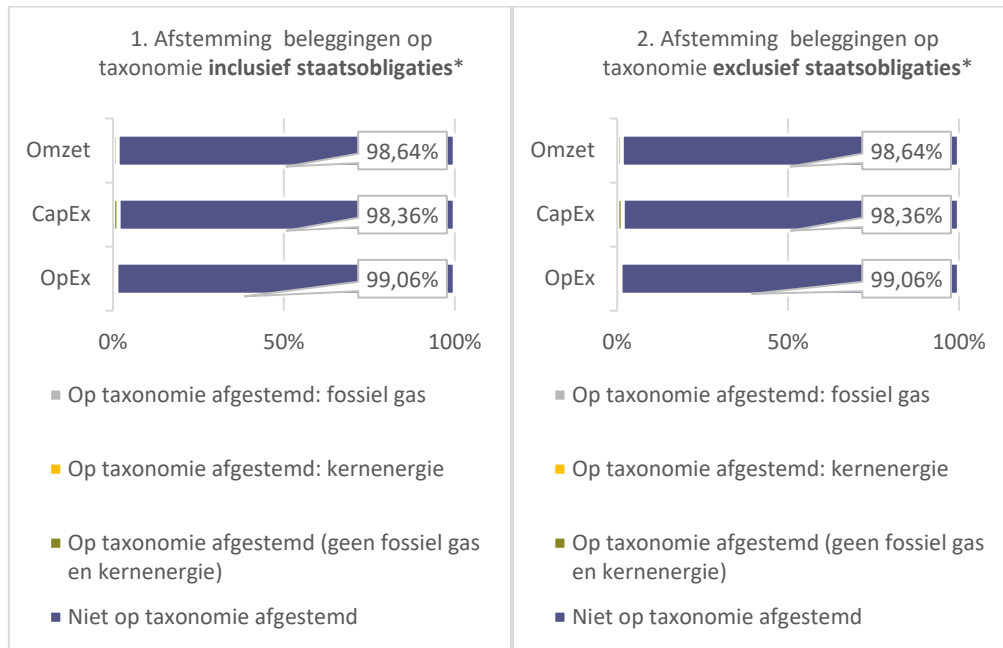 1. Afstemming beleggingen op
taxonomie inclusief staatsobligaties*
Omzet
98,64%
CapEx
98,36%
OpEx
99,06%
0%
50%
100%
Op taxonomie afgestemd: fossiel gas
Op taxonomie afgestemd: kernenergie
Op taxonomie afgestemd (geen fossiel gas
en kernenergie)
Niet op taxonomie afgestemd
2. Afstemming beleggingen op
taxonomie exclusief staatsobligaties*
Omzet
98,64%
CapEx
98,36%
OpEx
99,06%
0%
50%
100%
Op taxonomie afgestemd: fossiel gas
Op taxonomie afgestemd: kernenergie
Op taxonomie afgestemd (geen fossiel gas
en kernenergie)
Niet op taxonomie afgestemd